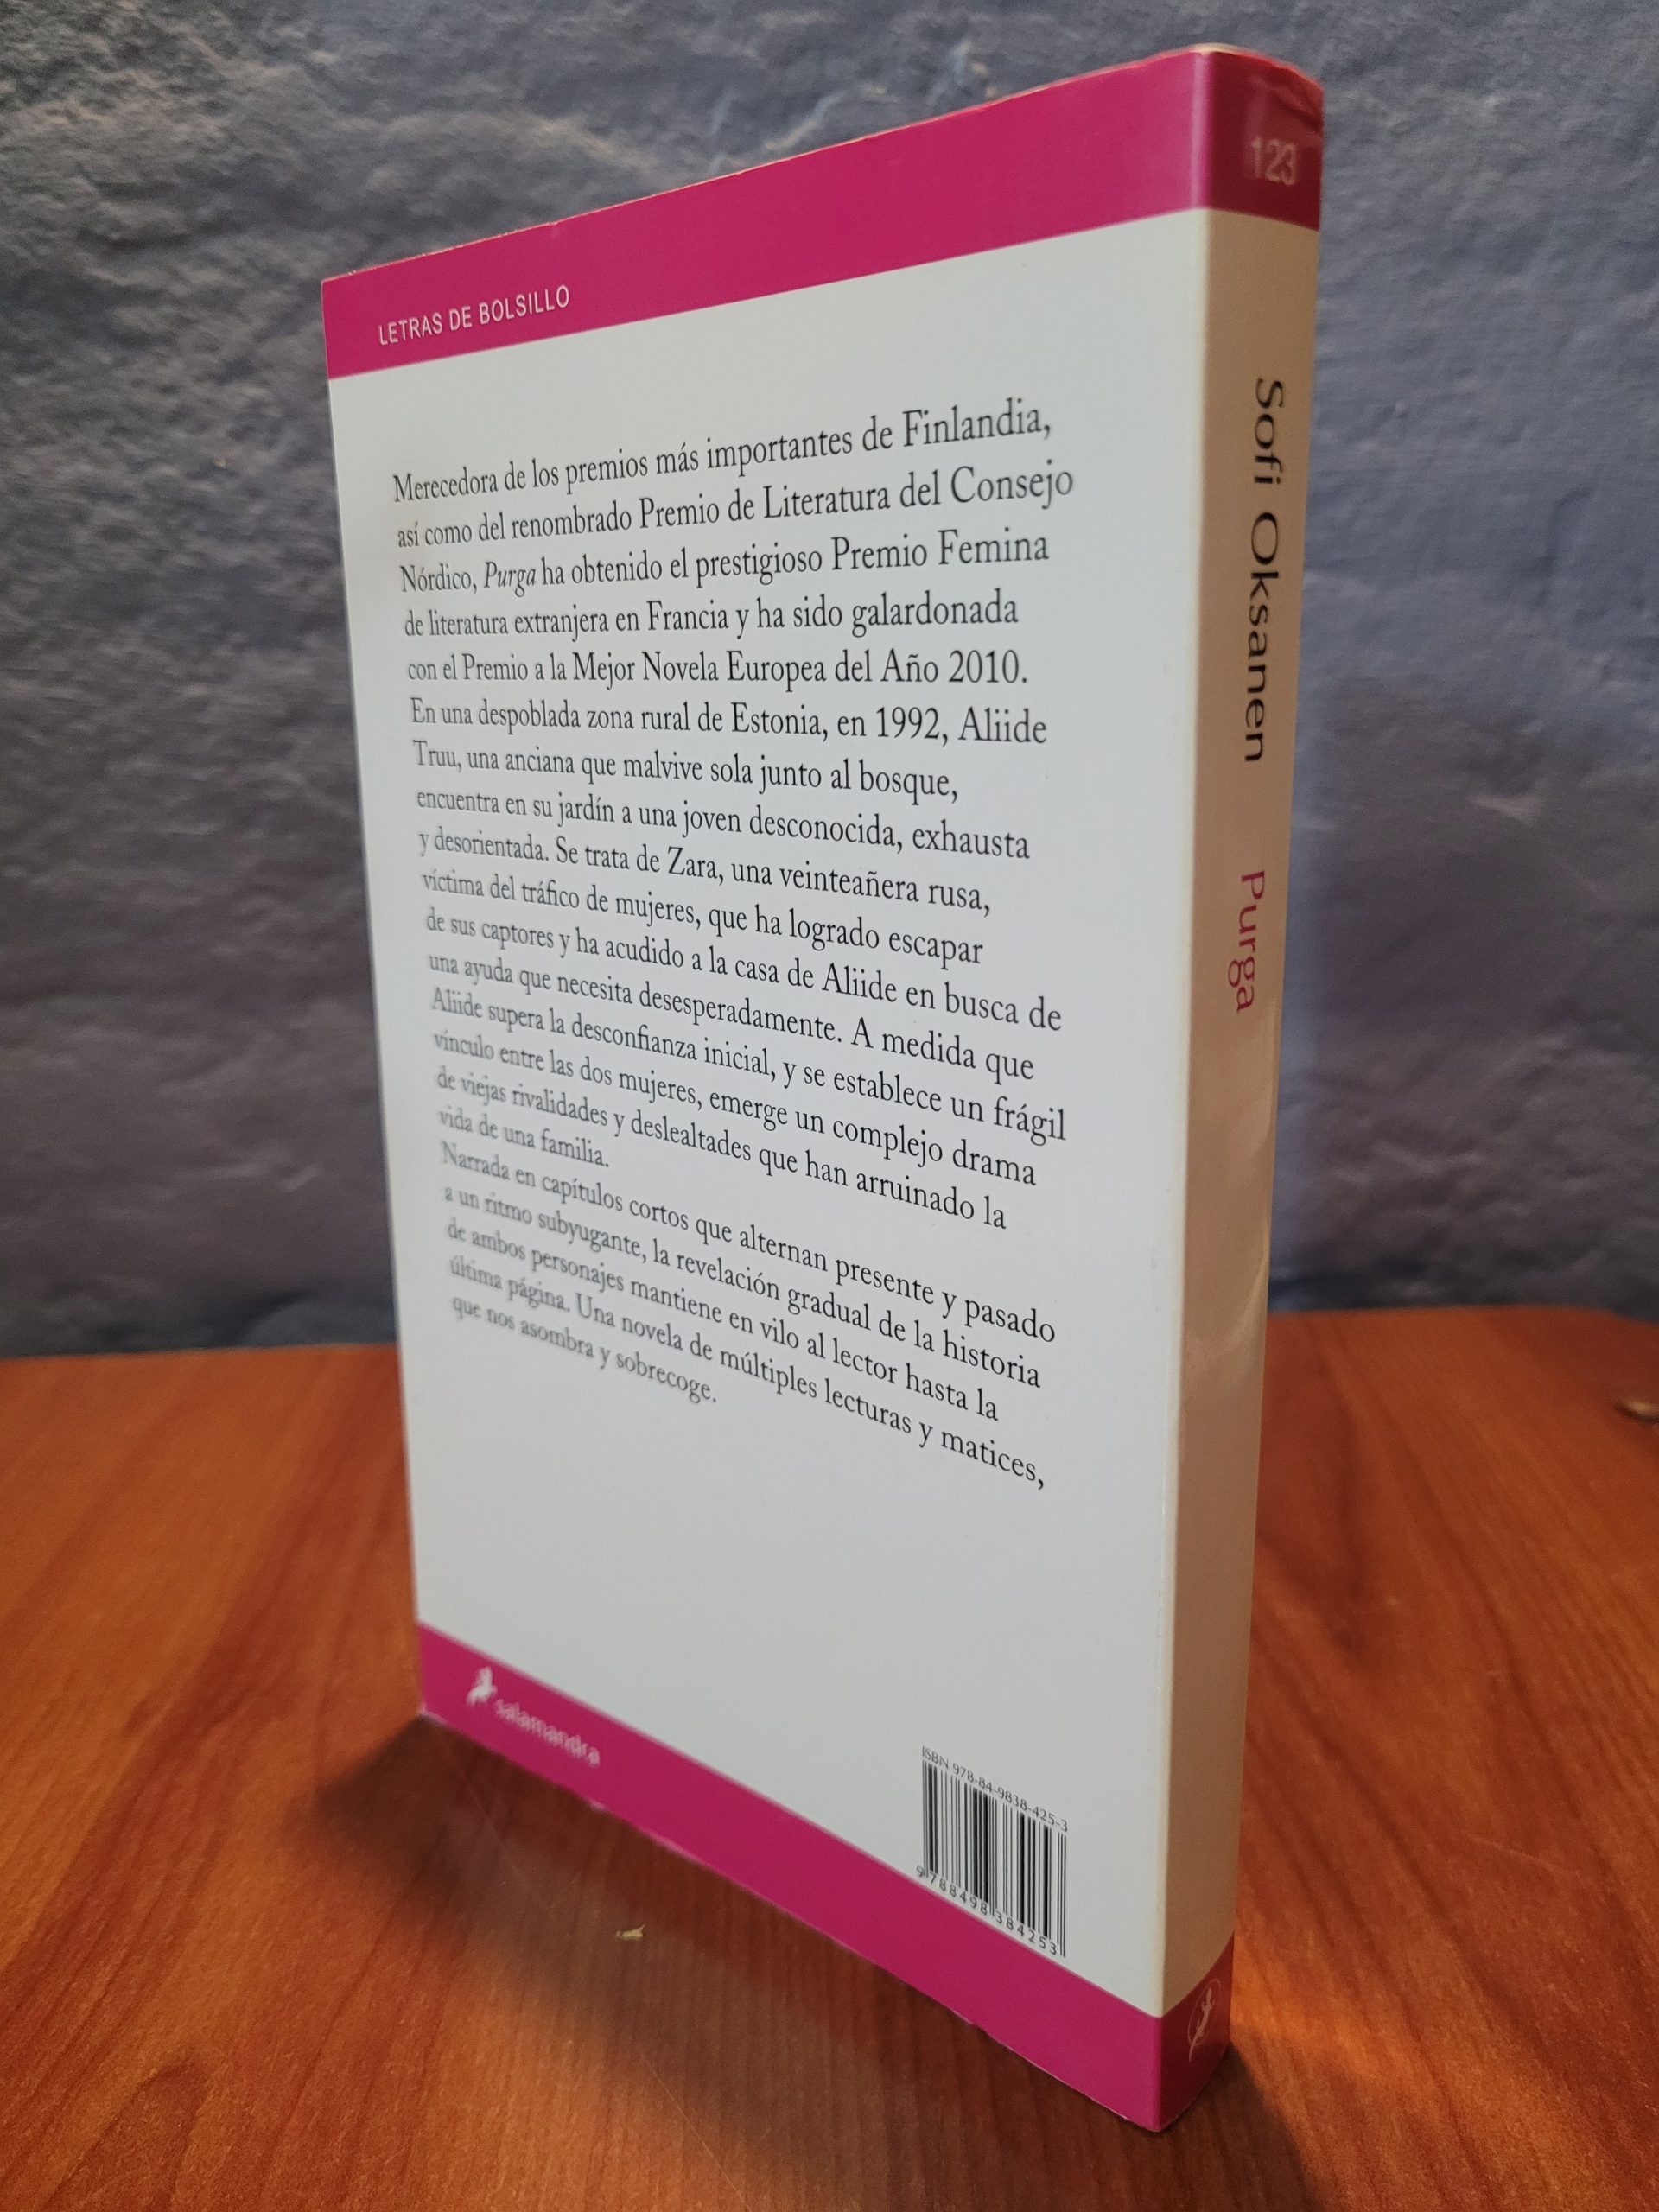 LETRAS DE BOLSILLO
Merecedora de los premios más importantes de Finlandia,
así como del renombrado Premio de Literatura del Consejo
Nórdico, Purga ha obtenido el prestigioso Premio Femina
de literatura extranjera en Francia y ha sido galardonada
con el Premio a la Mejor Novela Europea del Año 2010.
En una despoblada zona rural de Estonia, en 1992, Aliide
Truu, una anciana que malvive sola junto al bosque,
encuentra en su jardín a una joven desconocida, exhausta
y desorientada. Se trata de Zara, una veinteañera rusa,
víctima del tráfico de mujeres, que ha logrado escapar
de sus captores y ha acudido a la casa de Aliide en busca de
una ayuda que necesita desesperadamente. A medida que
Aliide supera la desconfianza inicial, y se establece un frágil
vínculo entre las dos mujeres, emerge un complejo drama
de viejas rivalidades y deslealtades que han arruinado la
vida de una familia.
Narrada en capítulos cortos que alternan presente y pasado
a un ritmo subyugante, la revelación gradual de la historia
de ambos personajes mantiene en vilo al lector hasta la
última página. Una novela de múltiples lecturas y matices,
que nos asombra y sobrecoge.
salamandra
ISBN 978-84-9838-425-3
9 788498 384253
123
Sofi Oksanen Purga